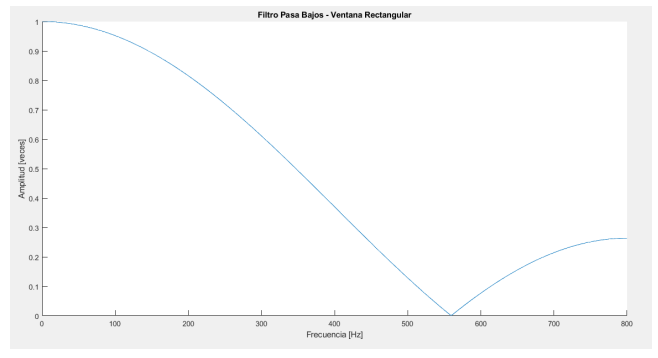 Filtro Pasa Bajos - Ventana Rectangular
Amplitud [veces]
1
0.9
0.8
0.7
0.6
0.5
0.4
0.3
0.2
0.1
0
0 100 200 300 400 500 600 700 800
Frecuencia [Hz]